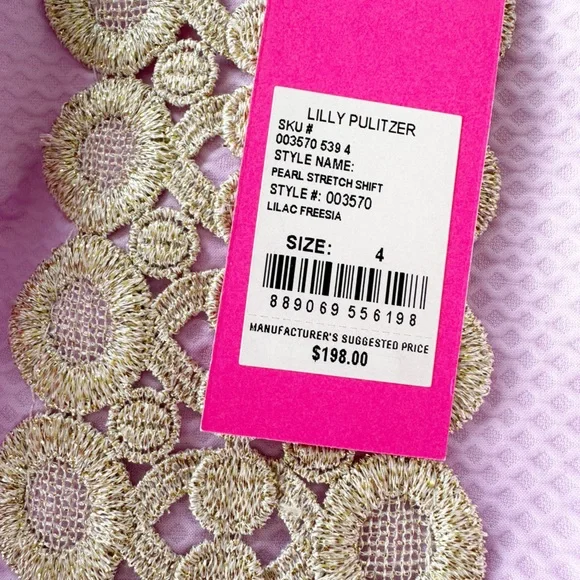 LILLY PULITZER
SKU #
003570 539 4
STYLE NAME:
PEARL STRETCH SHIFT
STYLE #: 003570
LILAC FREESIA
SIZE: 4
889069 556198
MANUFACTURER'S SUGGESTED PRICE
$198.00